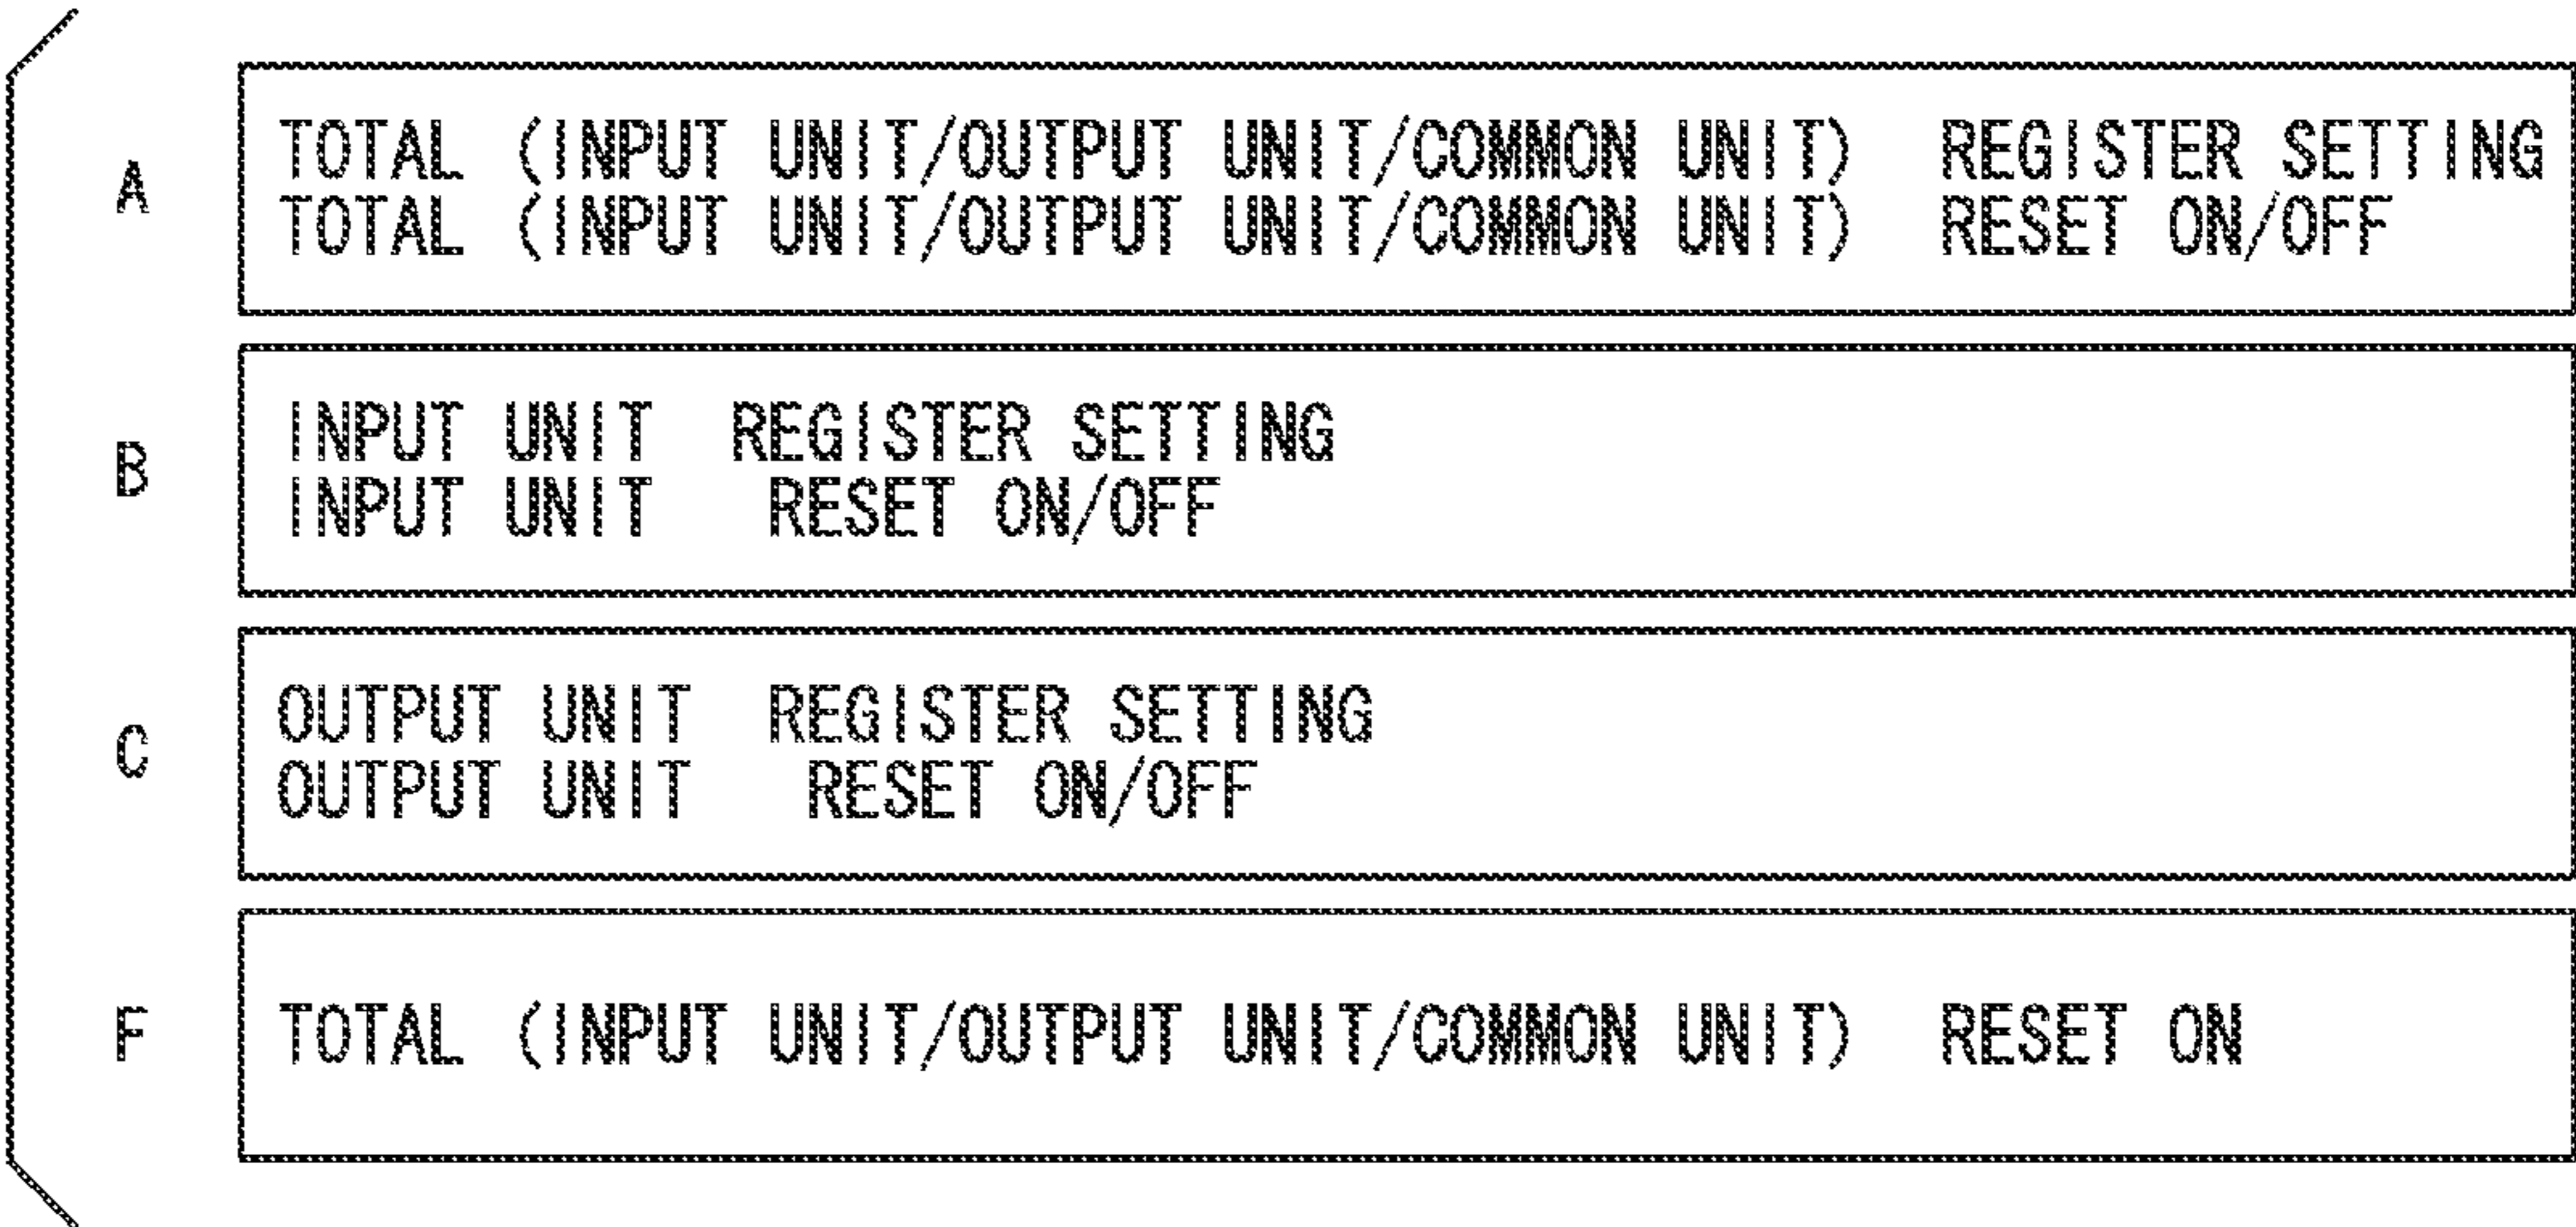 A
TOTAL (INPUT UNIT/OUTPUT UNIT/COMMON UNIT) REGISTER SETTING
TOTAL (INPUT UNIT/OUTPUT UNIT/COMMON UNIT) RESET ON/OFF
B
INPUT UNIT REGISTER SETTING
INPUT UNIT RESET ON/OFF
C
OUTPUT UNIT REGISTER SETTING
OUTPUT UNIT RESET ON/OFF
F
TOTAL (INPUT UNIT/OUTPUT UNIT/COMMON UNIT) RESET ON